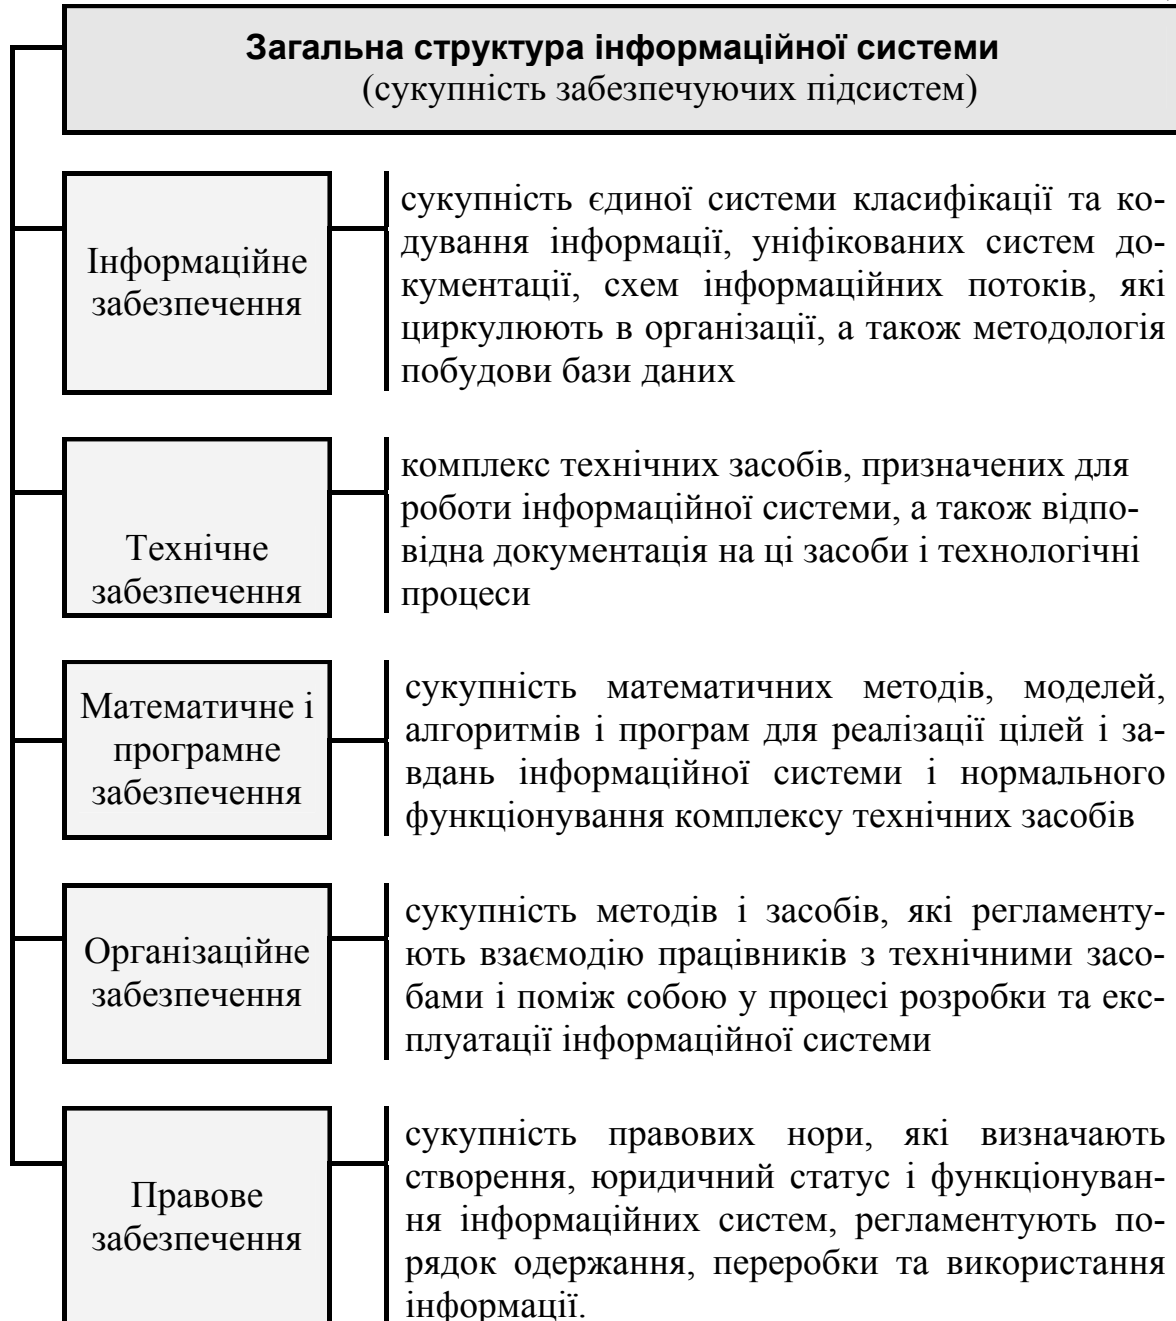 Загальна структура інформаційної системи
(сукупність забезпечуючих підсистем)
Інформаційне
забезпечення
сукупність єдиної системи класифікації та ко-
дування інформації, уніфікованих систем до-
кументації, схем інформаційних потоків, які
циркулюють в організації, а також методологія
побудови бази даних
Технічне
забезпечення
комплекс технічних засобів, призначених для
роботи інформаційної системи, а також відпо-
відна документація на ці засоби і технологічні
процеси
Математичне і
програмне
забезпечення
сукупність математичних методів, моделей,
алгоритмів і програм для реалізації цілей і за-
вдань інформаційної системи і нормального
функціонування комплексу технічних засобів
Організаційне
забезпечення
сукупність методів і засобів, які регламенту-
ють взаємодію працівників з технічними засо-
бами і поміж собою у процесі розробки та екс-
плуатації інформаційної системи
Правове
забезпечення
сукупність правових нори, які визначають
створення, юридичний статус і функціонуван-
ня інформаційних систем, регламентують по-
рядок одержання, переробки та використання
інформації.